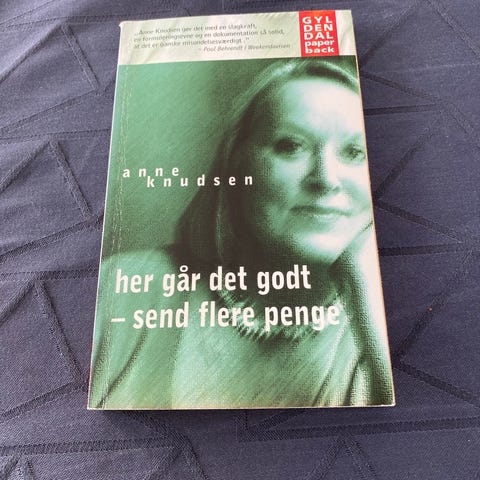 „Anne Knudsen gør det med en slagkraft,
en formuleringsevne og en dokumentation så solid,
at det er ganske misundelsesværdigt.."
– Poul Behrendt i Weekendavisen
GYL
DEN
DAL
paper
back
anne
knudsen
her går det godt
– send flere penge